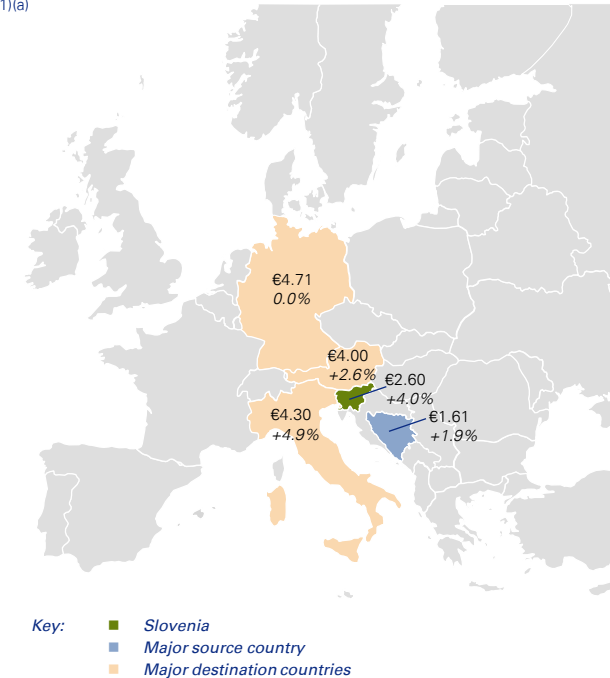 1)(a)
€4.71
0.0%
€4.00
+2.6%
€2.60
+4.0%
€4.30
+4.9%
€1.61
+1.9%
Key:
Slovenia
Major source country
Major destination countries